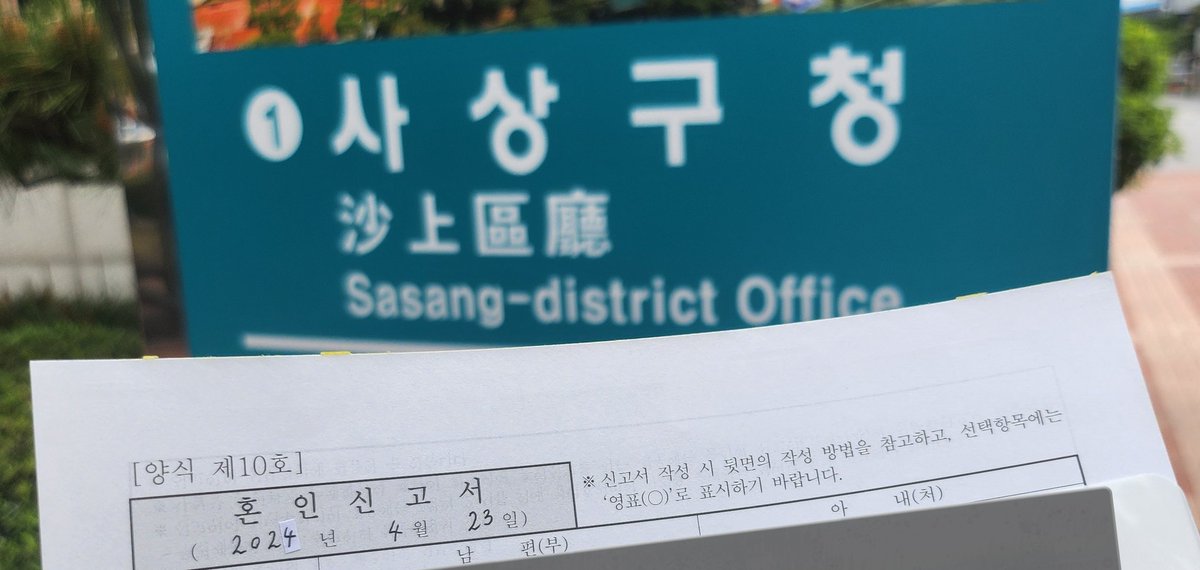 ❶ 사상구청
沙上區廳
Sasang-district Office
[양식 제10호]
혼 인 신 고 서
( 2024 년 4 월 23 일)
※ 신고서 작성 시 뒷면의 작성 방법을 참고하고, 선택항목에는
‘영표(○)’로 표시하기 바랍니다.
남 편(부)
아 내(처)